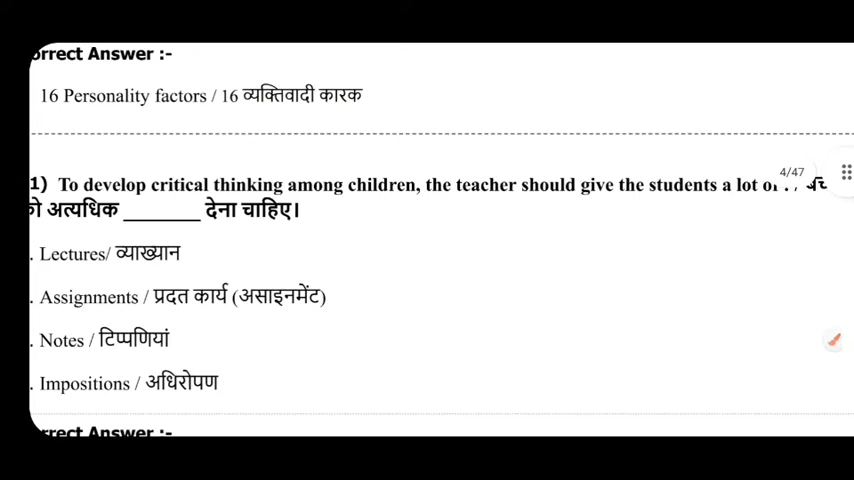 orrect Answer :-
16 Personality factors / 16 व्यक्तिवादी कारक
1) To develop critical thinking among children, the teacher should give the students a lot of
4/47
को अत्यधिक ________ देना चाहिए।
. Lectures/ व्याख्यान
. Assignments / प्रदत कार्य (असाइनमेंट)
. Notes / टिप्पणियां
. Impositions / अधिरोपण
rrect Answer :-